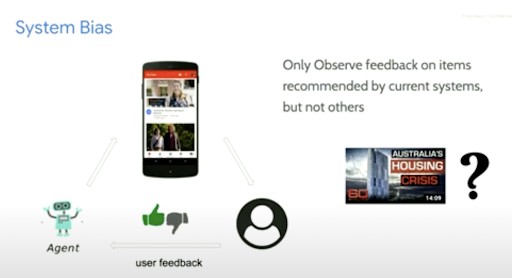 System Bias
Only Observe feedback on items
recommended by current systems,
but not others
AUSTRALIA'S
HOUSING
CRISIS
60
14:09
?
Agent
user feedback